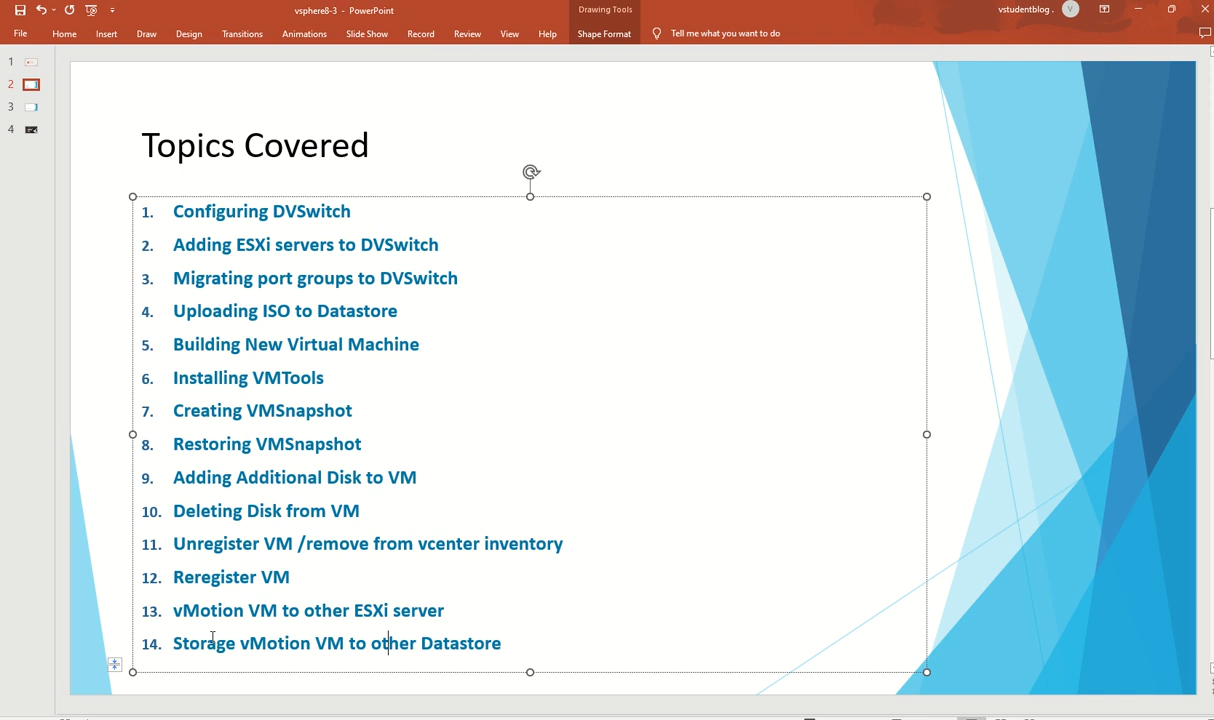 vsphere8-3 - PowerPoint
Drawing Tools
vstudentblog .
V
File
Home
Insert
Draw
Design
Transitions
Animations
Slide Show
Record
Review
View
Help
Shape Format
Tell me what you want to do
1
2
3
4
Topics Covered
1. Configuring DVSwitch
2. Adding ESXi servers to DVSwitch
3. Migrating port groups to DVSwitch
4. Uploading ISO to Datastore
5. Building New Virtual Machine
6. Installing VMTools
7. Creating VMSnapshot
8. Restoring VMSnapshot
9. Adding Additional Disk to VM
10. Deleting Disk from VM
11. Unregister VM /remove from vcenter inventory
12. Reregister VM
13. vMotion VM to other ESXi server
14. Storage vMotion VM to other Datastore